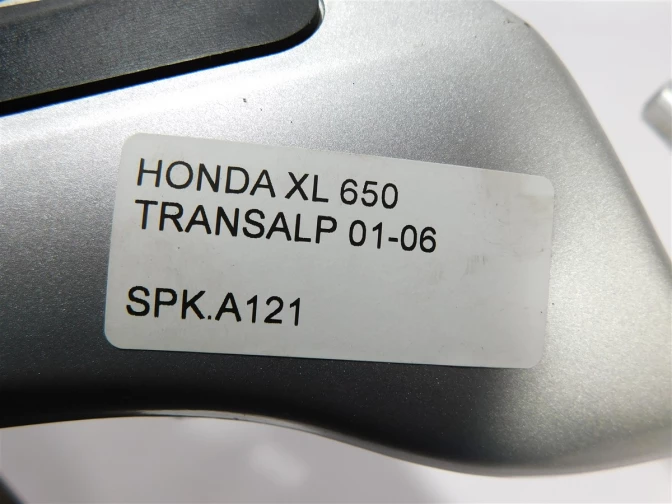 HONDA XL 650
TRANSALP 01-06
SPK.A121